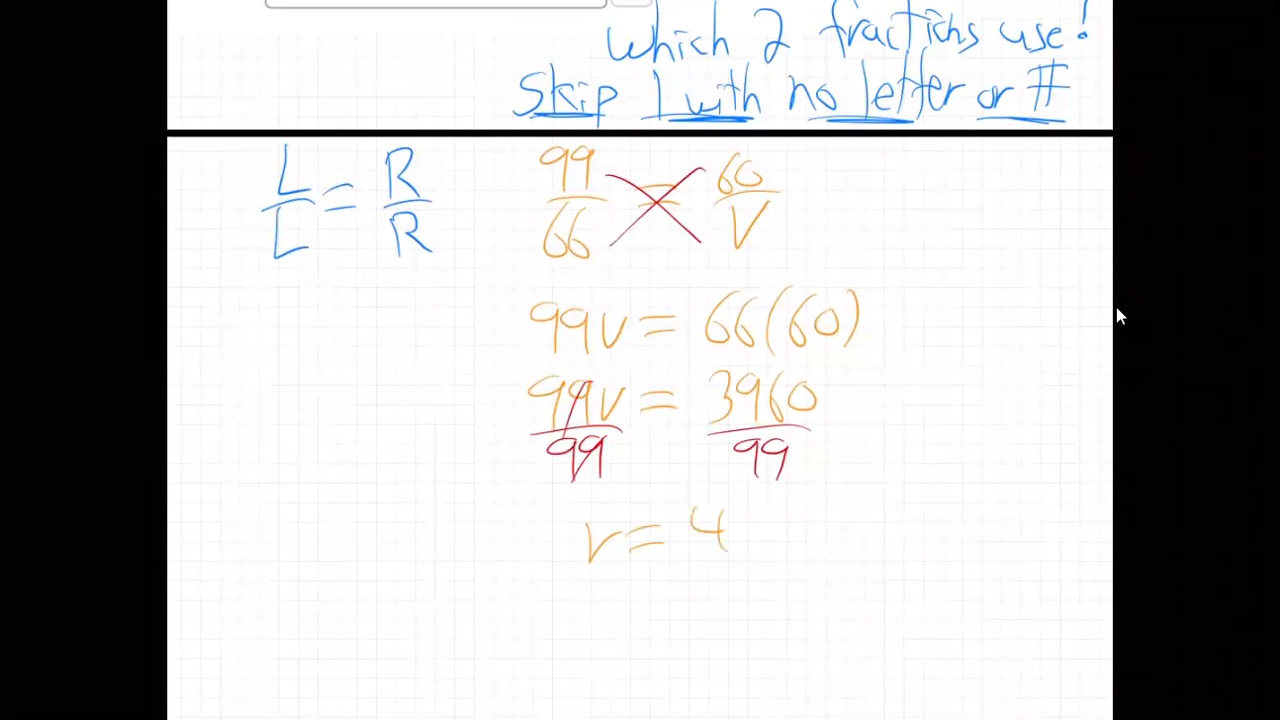 which 2 fractions use!
Skip 1 with no letter or #
L/L = R/R
99/66 = 60/V
99v = 66(60)
99v/99 = 3960/99
v = 4